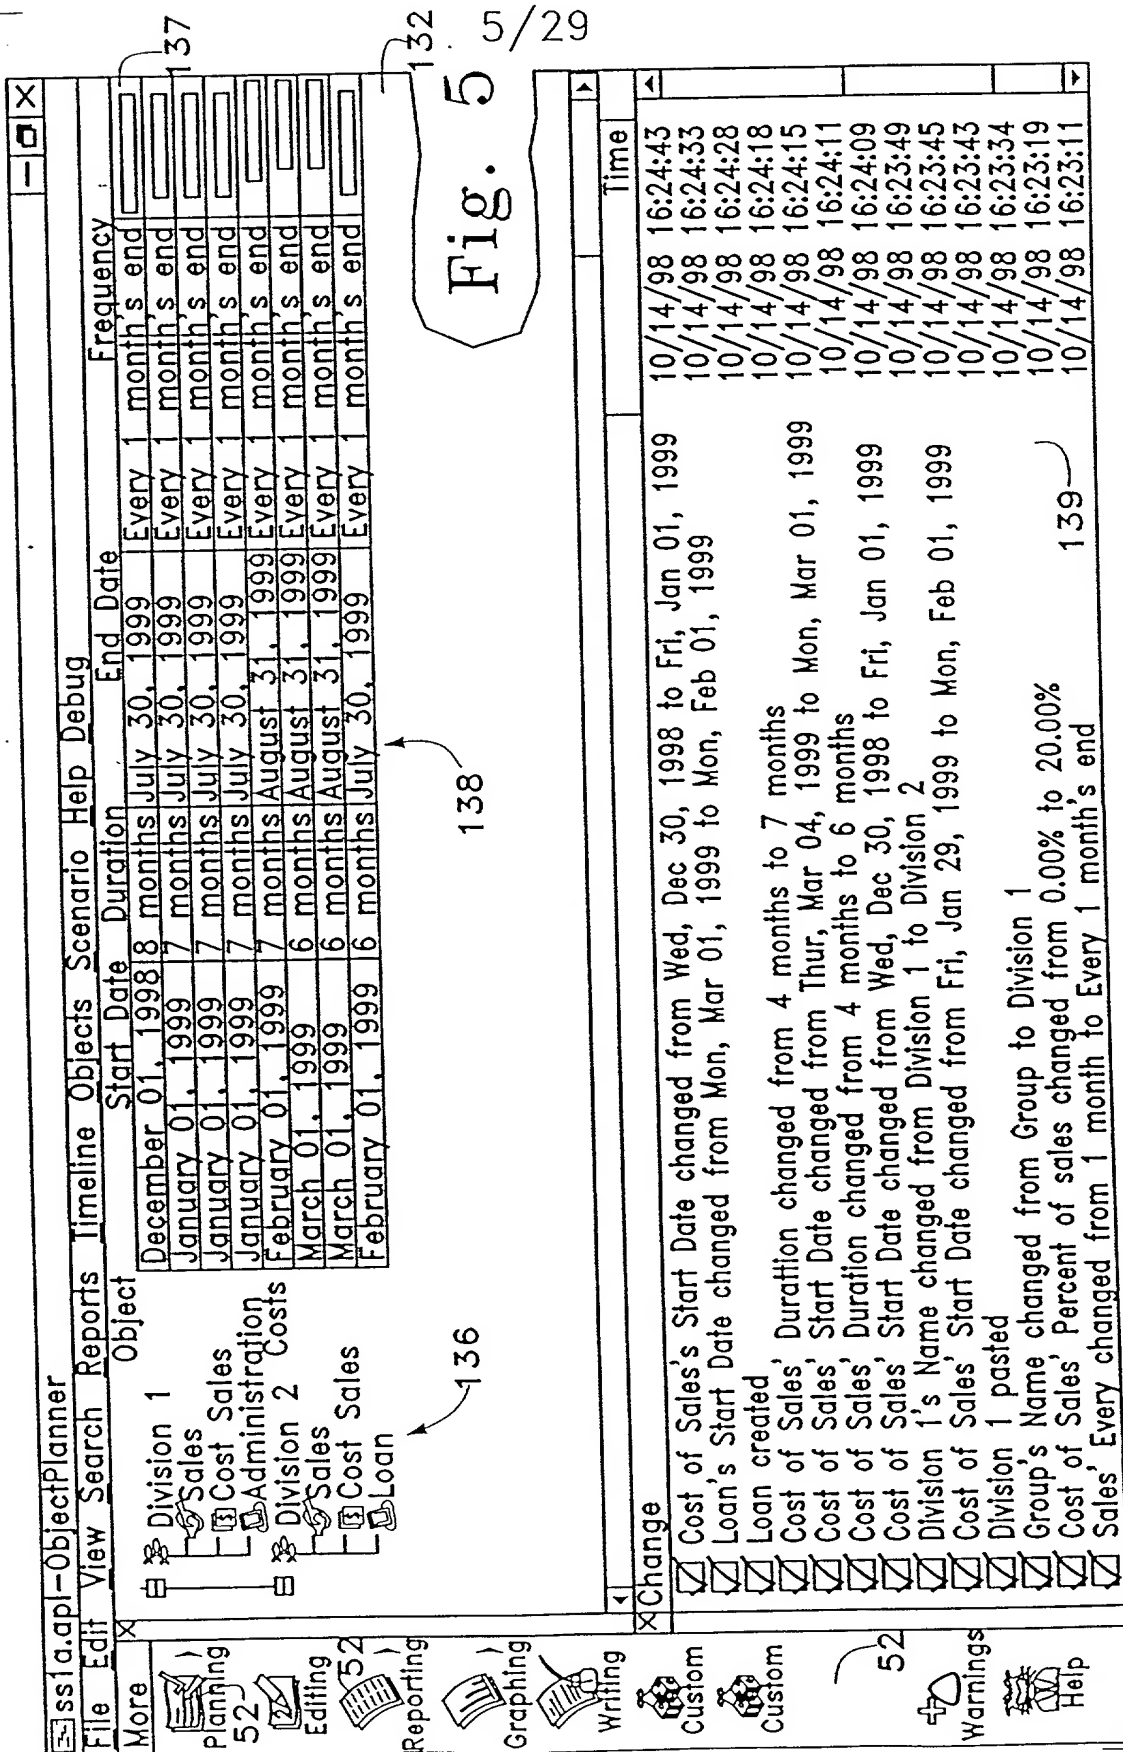 5/29
Fig. 5
ss1a.apl-ObjectPlanner
File Edit View Search Reports Timeline Objects Scenario Help Debug
More
Planning
52
Editing
52
Reporting
Graphing
Writing
Custom
Custom
52
Warnings
Help
Object Start Date Duration End Date Frequency
Division 1 December 01, 1998 8 months July 30, 1999 Every 1 month's end
Sales January 01, 1999 7 months July 30, 1999 Every 1 month's end
Cost Sales January 01, 1999 7 months July 30, 1999 Every 1 month's end
Administration January 01, 1999 7 months July 30, 1999 Every 1 month's end
Division 2 Costs February 01, 1999 7 months August 31, 1999 Every 1 month's end
Sales March 01, 1999 6 months August 31, 1999 Every 1 month's end
Cost Sales March 01, 1999 6 months August 31, 1999 Every 1 month's end
Loan February 01, 1999 6 months July 30, 1999 Every 1 month's end
137
132
136
138
Change Time
Cost of Sales's Start Date changed from Wed, Dec 30, 1998 to Fri, Jan 01, 1999 10/14/98 16:24:43
Loan's Start Date changed from Mon, Mar 01, 1999 to Mon, Feb 01, 1999 10/14/98 16:24:33
Loan created 10/14/98 16:24:28
Cost of Sales' Durattion changed from 4 months to 7 months 10/14/98 16:24:18
Cost of Sales' Start Date changed from Thur, Mar 04, 1999 to Mon, Mar 01, 1999 10/14/98 16:24:15
Cost of Sales' Duration changed from 4 months to 6 months 10/14/98 16:24:11
Cost of Sales' Start Date changed from Wed, Dec 30, 1998 to Fri, Jan 01, 1999 10/14/98 16:24:09
Division 1's Name changed from Division 1 to Division 2 10/14/98 16:23:49
Cost of Sales' Start Date changed from Fri, Jan 29, 1999 to Mon, Feb 01, 1999 10/14/98 16:23:45
Division 1 pasted 10/14/98 16:23:43
Group's Name changed from Group to Division 1 10/14/98 16:23:34
Cost of Sales' Percent of sales changed from 0.00% to 20.00% 10/14/98 16:23:19
Sales' Every changed from 1 month to Every 1 month's end 10/14/98 16:23:11
139